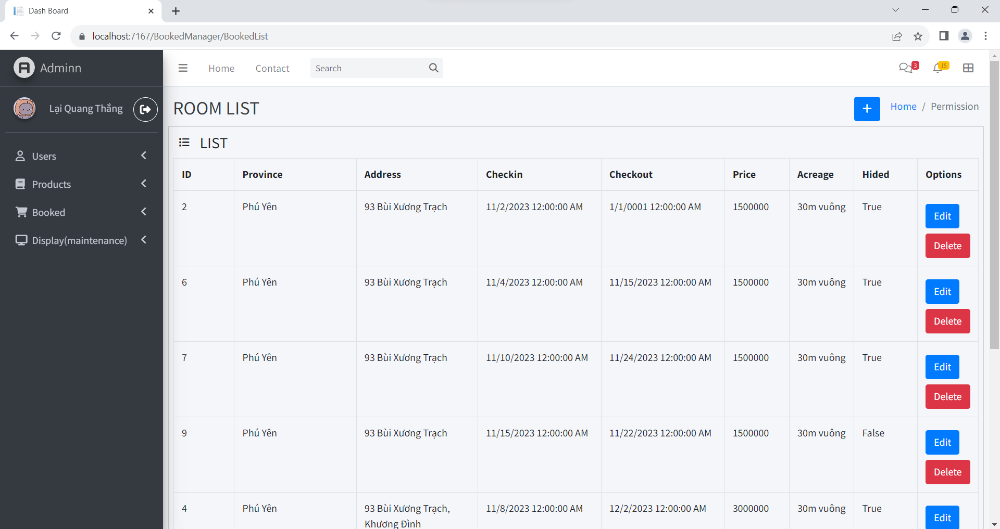 Dash Board
localhost:7167/BookedManager/BookedList
A Adminn
Home Contact Search 3 15
Lại Quang Thắng
ROOM LIST + Home / Permission
Users
Products
Booked
Display(maintenance)
LIST
ID Province Address Checkin Checkout Price Acreage Hided Options
2 Phú Yên 93 Bùi Xương Trạch 11/2/2023 12:00:00 AM 1/1/0001 12:00:00 AM 1500000 30m vuông True
Edit
Delete
6 Phú Yên 93 Bùi Xương Trạch 11/4/2023 12:00:00 AM 11/15/2023 12:00:00 AM 1500000 30m vuông True
Edit
Delete
7 Phú Yên 93 Bùi Xương Trạch 11/10/2023 12:00:00 AM 11/24/2023 12:00:00 AM 1500000 30m vuông True
Edit
Delete
9 Phú Yên 93 Bùi Xương Trạch 11/15/2023 12:00:00 AM 11/22/2023 12:00:00 AM 1500000 30m vuông False
Edit
Delete
4 Phú Yên 93 Bùi Xương Trạch, 11/8/2023 12:00:00 AM 12/2/2023 12:00:00 AM 3000000 30m vuông True
Khương Đình Edit